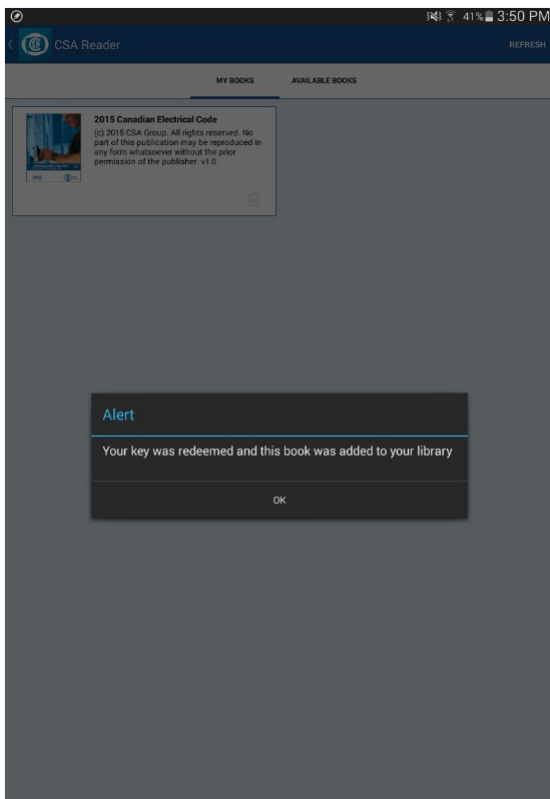 41% 3:50 PM
CSA Reader
REFRESH
MY BOOKS
AVAILABLE BOOKS
2015 Canadian Electrical Code
(c) 2015 CSA Group. All rights reserved. No
part of this publication may be reproduced in
any form whatsoever without the prior
permission of the publisher. v1.0
Alert
Your key was redeemed and this book was added to your library
OK